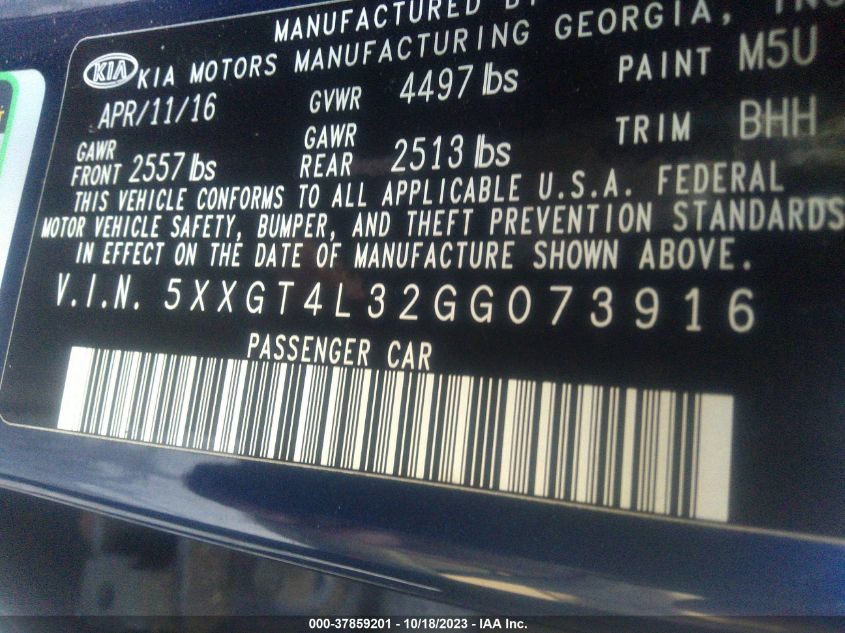 MANUFACTURED BY
KIA KIA MOTORS MANUFACTURING GEORGIA, INC
APR/11/16 GVWR 4497 lbs PAINT M5U
GAWR FRONT 2557 lbs GAWR REAR 2513 lbs TRIM BHH
THIS VEHICLE CONFORMS TO ALL APPLICABLE U.S.A. FEDERAL
MOTOR VEHICLE SAFETY, BUMPER, AND THEFT PREVENTION STANDARDS
IN EFFECT ON THE DATE OF MANUFACTURE SHOWN ABOVE.
V.I.N. 5XXGT4L32GG073916
PASSENGER CAR
000-37859201 - 10/18/2023 - IAA Inc.